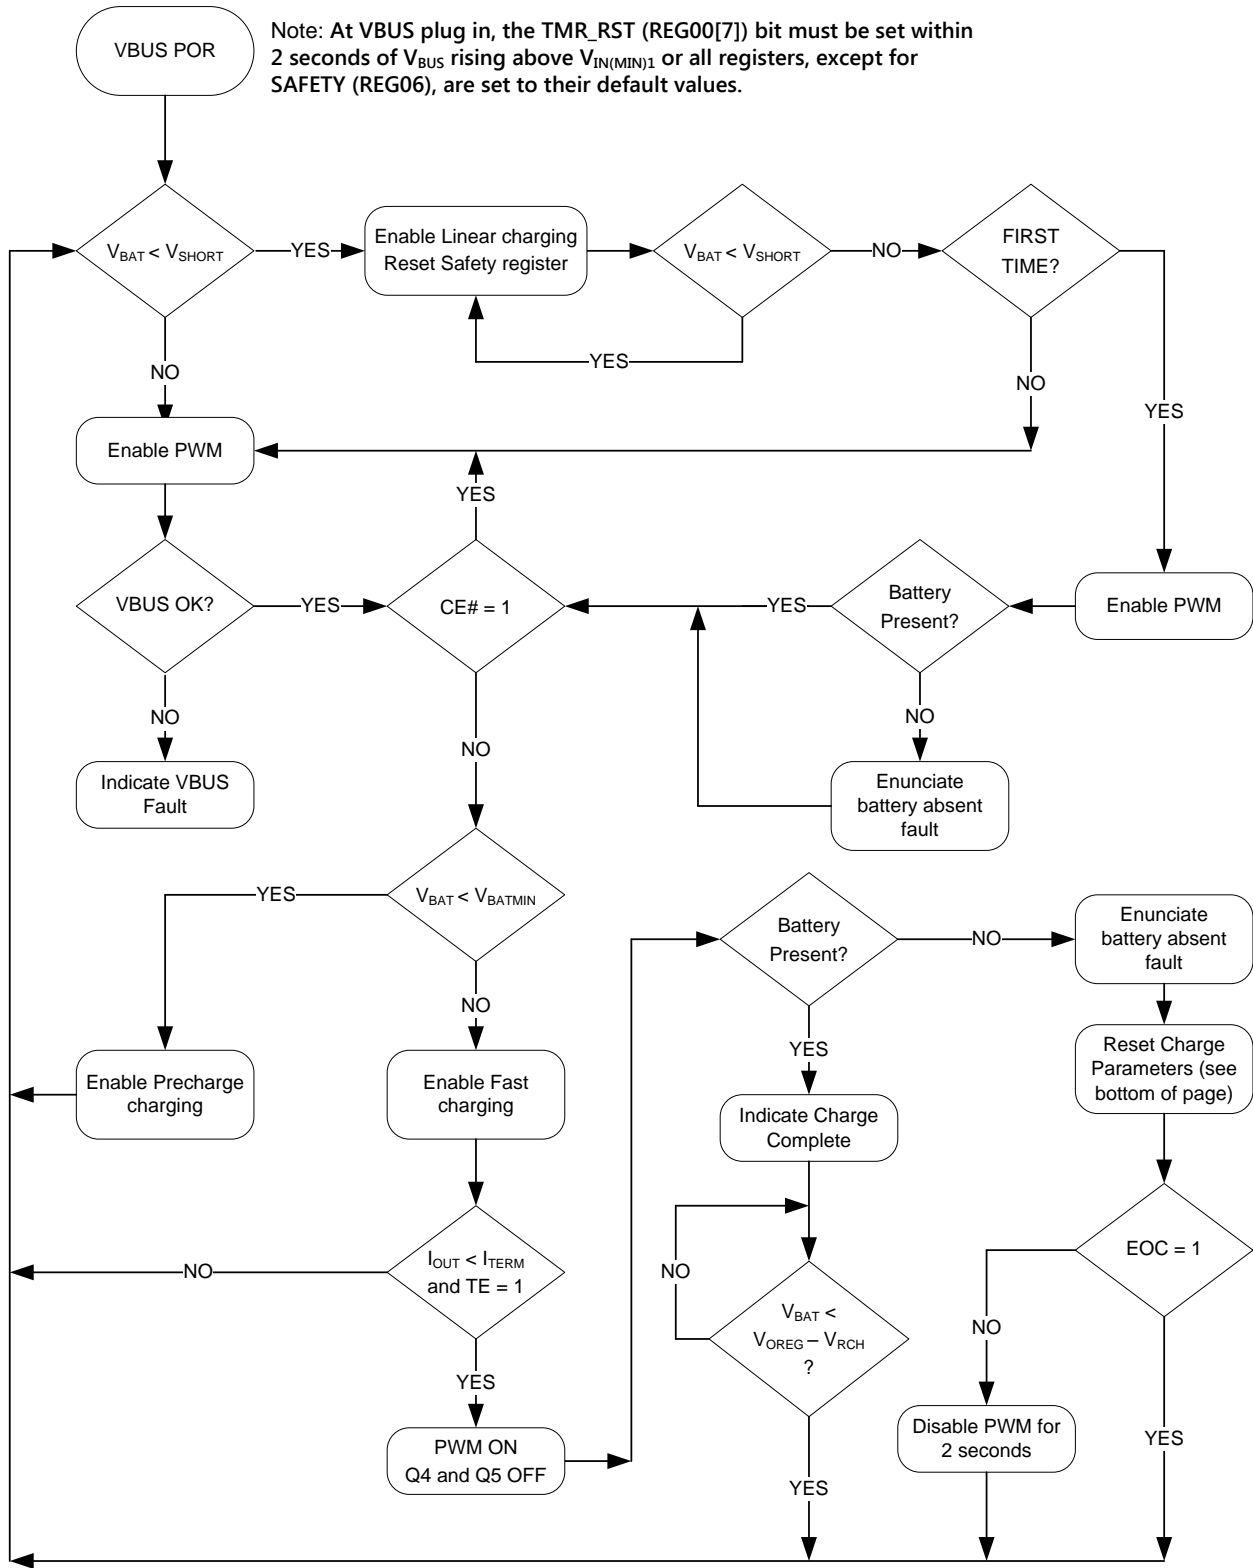 VBUS POR
Note: At VBUS plug in, the TMR_RST (REG00[7]) bit must be set within
2 seconds of VBUS rising above VIN(MIN)1 or all registers, except for
SAFETY (REG06), are set to their default values.
VBAT < VSHORT
YES
Enable Linear charging
Reset Safety register
VBAT < VSHORT
NO
FIRST
TIME?
YES
NO
NO
YES
Enable PWM
YES
VBUS OK?
YES
CE# = 1
YES
Battery
Present?
Enable PWM
NO
NO
NO
Indicate VBUS
Fault
Enunciate
battery absent
fault
YES
VBAT < VBATMIN
Battery
Present?
NO
Enunciate
battery absent
fault
NO
YES
Enable Precharge
charging
Enable Fast
charging
Indicate Charge
Complete
Reset Charge
Parameters (see
bottom of page)
NO
IOUT < ITERM
and TE = 1
NO
VBAT <
VOREG – VRCH
?
EOC = 1
NO
YES
PWM ON
Q4 and Q5 OFF
YES
Disable PWM for
2 seconds
YES